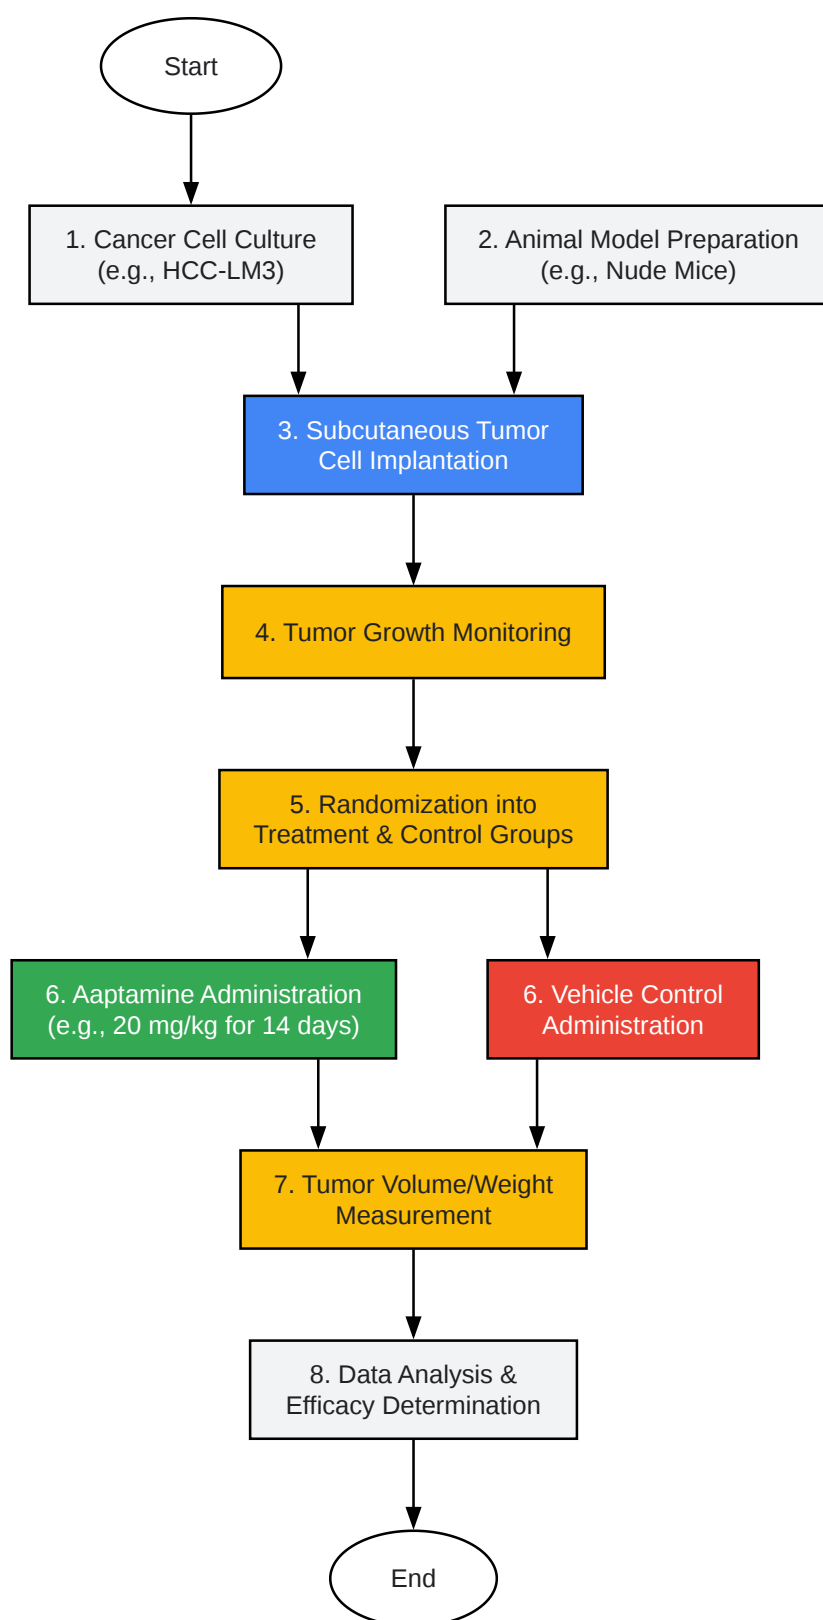 Start
1. Cancer Cell Culture
(e.g., HCC-LM3)
2. Animal Model Preparation
(e.g., Nude Mice)
3. Subcutaneous Tumor
Cell Implantation
4. Tumor Growth Monitoring
5. Randomization into
Treatment & Control Groups
6. Aaptamine Administration
(e.g., 20 mg/kg for 14 days)
6. Vehicle Control
Administration
7. Tumor Volume/Weight
Measurement
8. Data Analysis &
Efficacy Determination
End